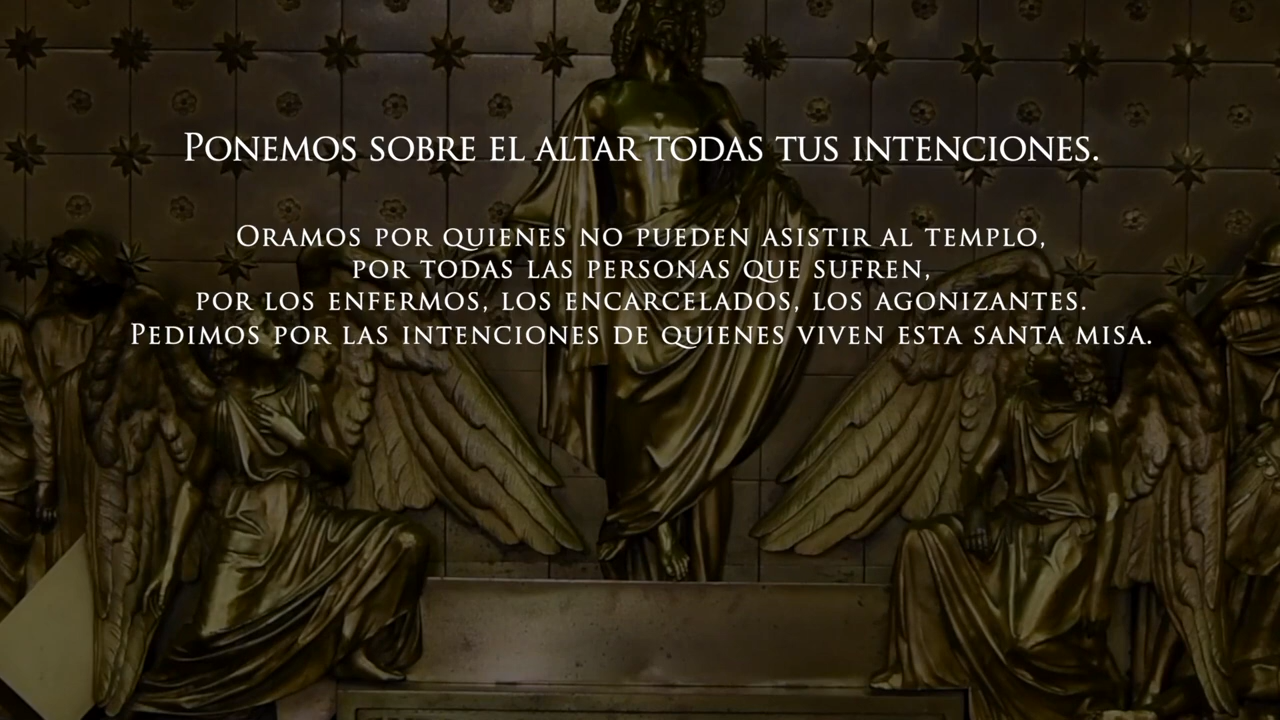 Ponemos sobre el altar todas tus intenciones.
Oramos por quienes no pueden asistir al templo,
por todas las personas que sufren,
por los enfermos, los encarcelados, los agonizantes.
Pedimos por las intenciones de quienes viven esta santa misa.